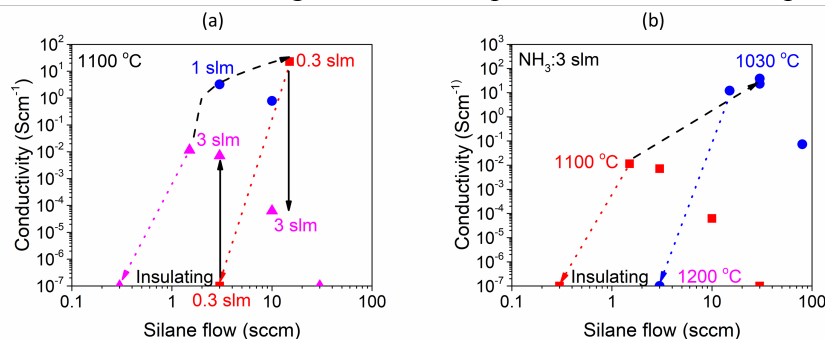 (a)
(b)
10²
10¹
10⁰
10⁻¹
10⁻²
10⁻³
10⁻⁴
10⁻⁵
10⁻⁶
10⁻⁷
Conductivity (Scm⁻¹)
1100 °C
1 slm
0.3 slm
3 slm
3 slm
Insulating
0.3 slm
0.1
1
10
100
Silane flow (sccm)
10³
10²
10¹
10⁰
10⁻¹
10⁻²
10⁻³
10⁻⁴
10⁻⁵
10⁻⁶
10⁻⁷
Conductivity (Scm⁻¹⁾
NH₃:3 slm
1030 °C
1100 °C
Insulating
1200 °C
0.1
1
10
100
Silane flow (sccm)